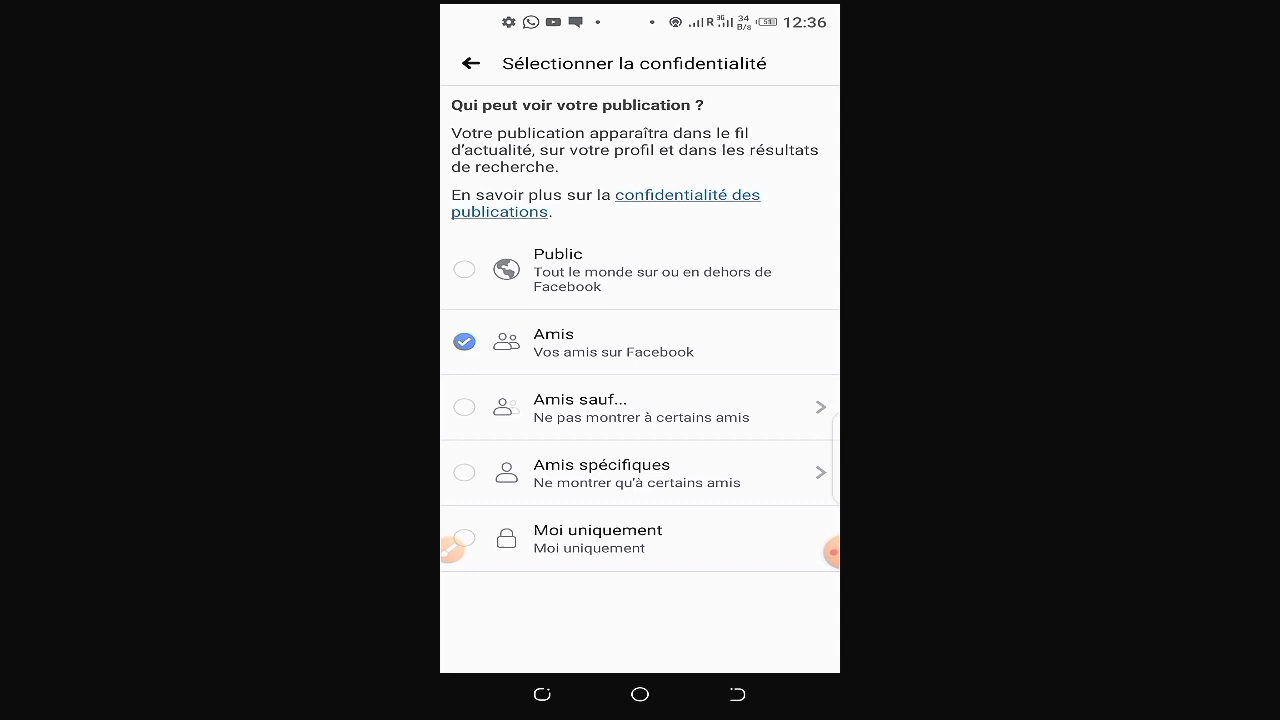 R 3G 34 B/s 51 12:36
Sélectionner la confidentialité
Qui peut voir votre publication ?
Votre publication apparaîtra dans le fil
d'actualité, sur votre profil et dans les résultats
de recherche.
En savoir plus sur la confidentialité des
publications.
Public
Tout le monde sur ou en dehors de
Facebook
Amis
Vos amis sur Facebook
Amis sauf...
Ne pas montrer à certains amis
Amis spécifiques
Ne montrer qu'à certains amis
Moi uniquement
Moi uniquement